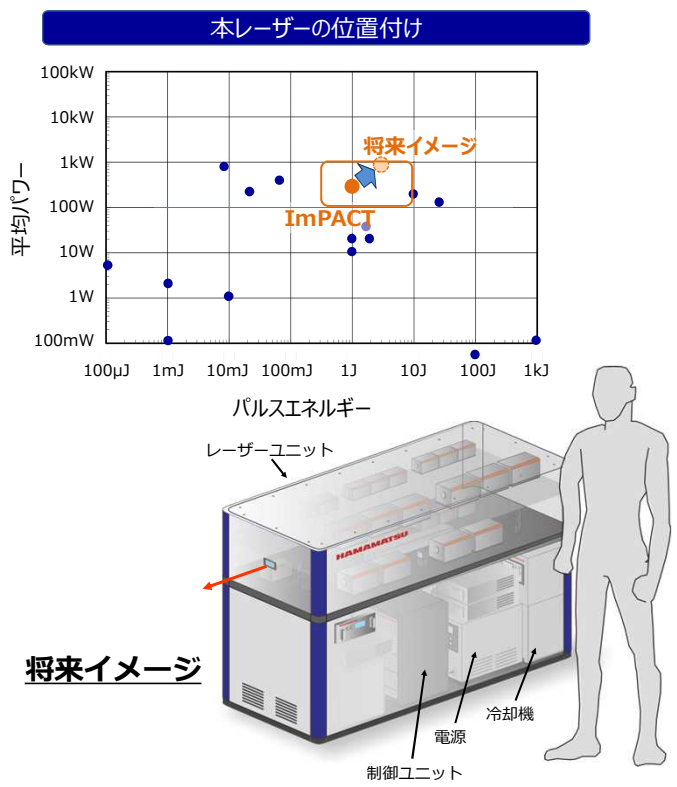 本レーザーの位置付け
100kW
10kW
1kW
100W
10W
1W
100mW
平均パワー
将来イメージ
ImPACT
100μJ 1mJ 10mJ 100mJ 1J 10J 100J 1kJ
パルスエネルギー
レーザーユニット
HAMAMATSU
将来イメージ
冷却機
電源
制御ユニット